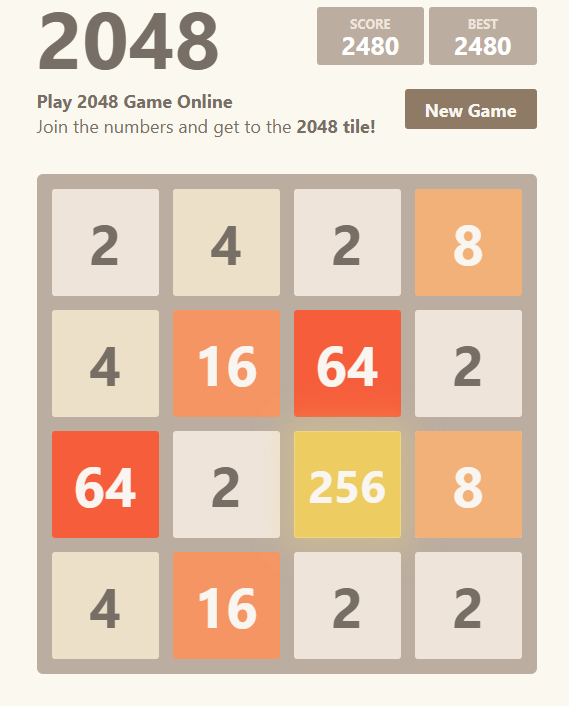 2048
SCORE
2480
BEST
2480
Play 2048 Game Online
Join the numbers and get to the 2048 tile!
New Game
2 4 2 8
4 16 64 2
64 2 256 8
4 16 2 2